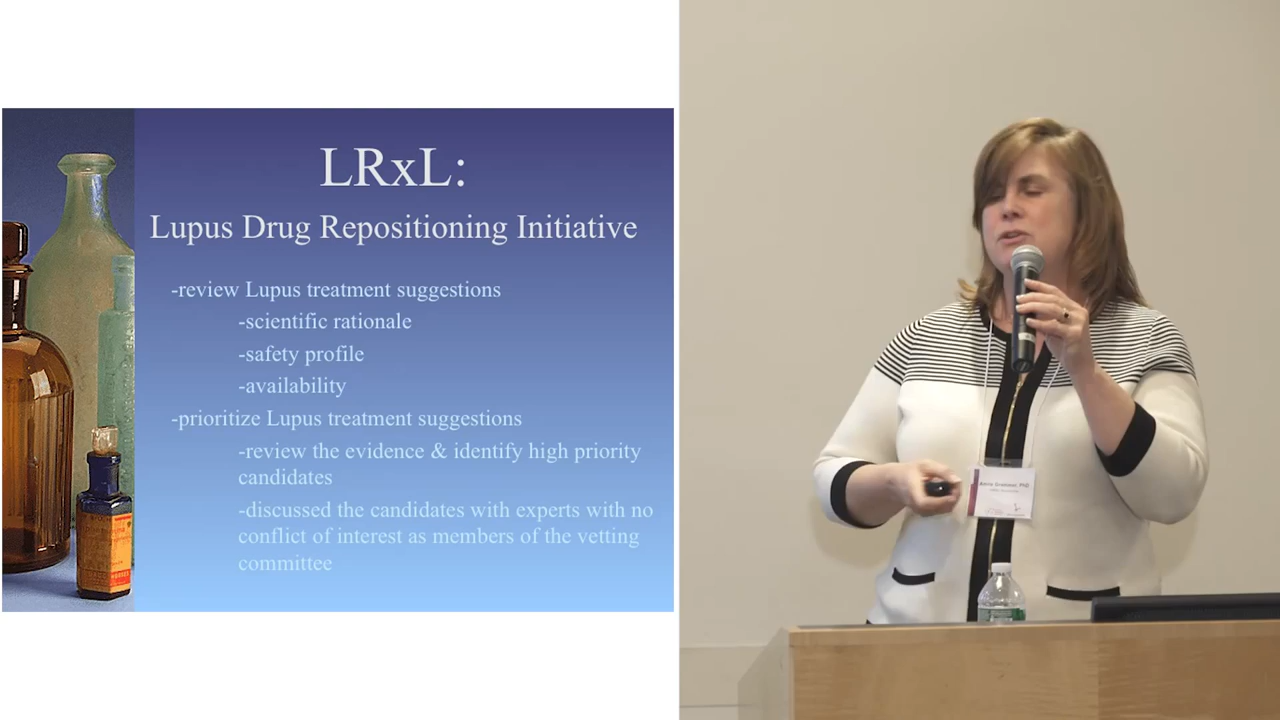 LRxL:
Lupus Drug Repositioning Initiative
-review Lupus treatment suggestions
-scientific rationale
-safety profile
-availability
-prioritize Lupus treatment suggestions
-review the evidence & identify high priority
candidates
-discussed the candidates with experts with no
conflict of interest as members of the vetting
committee
PhD